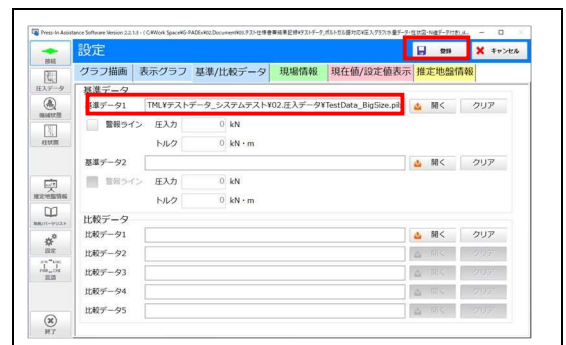 Press-In Assistance Software Version 2.2.1.0 -
設定
登録
キャンセル
グラフ描画 表示グラフ 基準/比較データ 現場情報 現在値/設定値表示 推定地盤情報
接続
圧入データ
機械状態
柱状図
推定地盤情報
設定
言語
終了
基準データ
基準データ1 TML¥テストデータ_システムテスト¥02.圧入データ¥TestData_BigSize.pil 開く クリア
警報ライン 圧入力 0 kN
トルク 0 kN・m
基準データ2 開く クリア
警報ライン 圧入力 0 kN
トルク 0 kN・m
比較データ
比較データ1 開く クリア
比較データ2 開く クリア
比較データ3 開く クリア
比較データ4 開く クリア
比較データ5 開く クリア